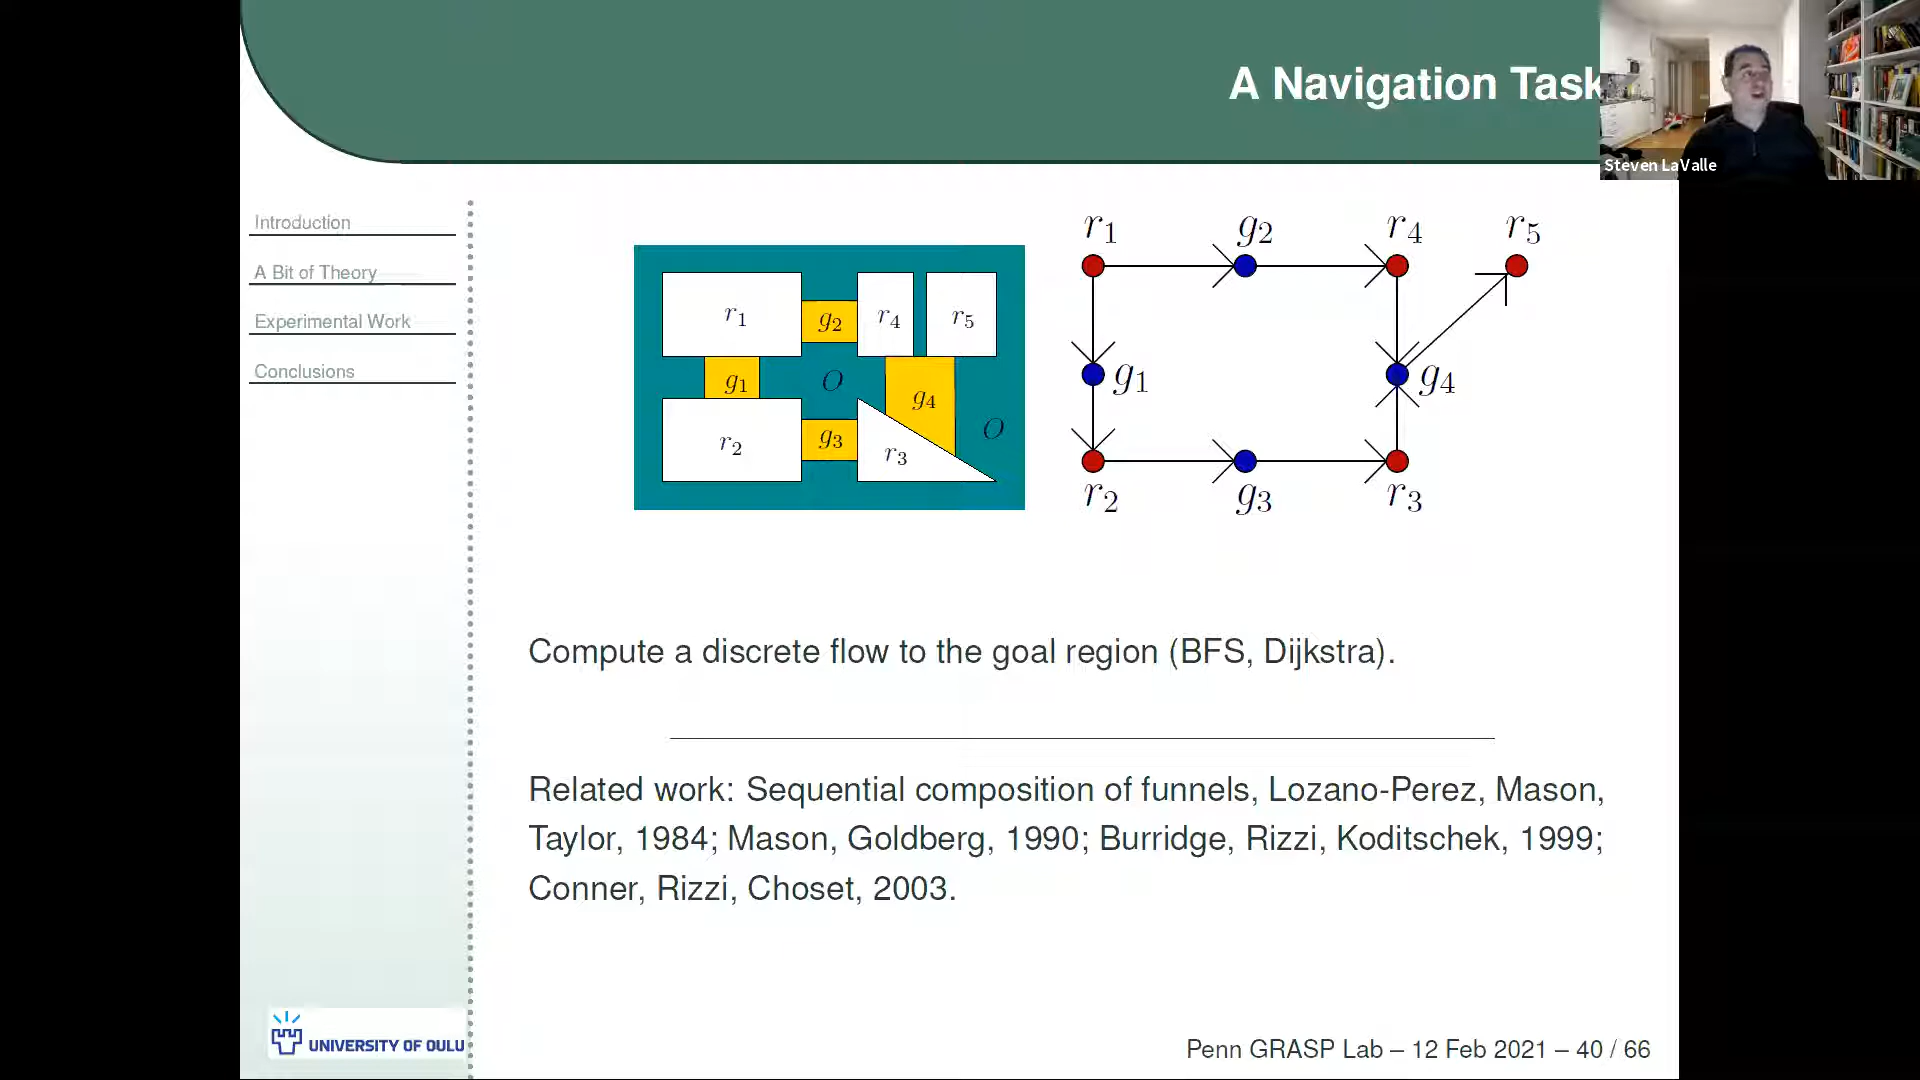 A Navigation Task
Steven LaValle
Introduction
A Bit of Theory
Experimental Work
Conclusions
r1
g2
r4
r5
g1
O
g4
r2
g3
r3
O
r1
g2
r4
r5
g1
g4
r2
g3
r3
Compute a discrete flow to the goal region (BFS, Dijkstra).
Related work: Sequential composition of funnels, Lozano-Perez, Mason,
Taylor, 1984; Mason, Goldberg, 1990; Burridge, Rizzi, Koditschek, 1999;
Conner, Rizzi, Choset, 2003.
UNIVERSITY OF OULU
Penn GRASP Lab – 12 Feb 2021 – 40 / 66